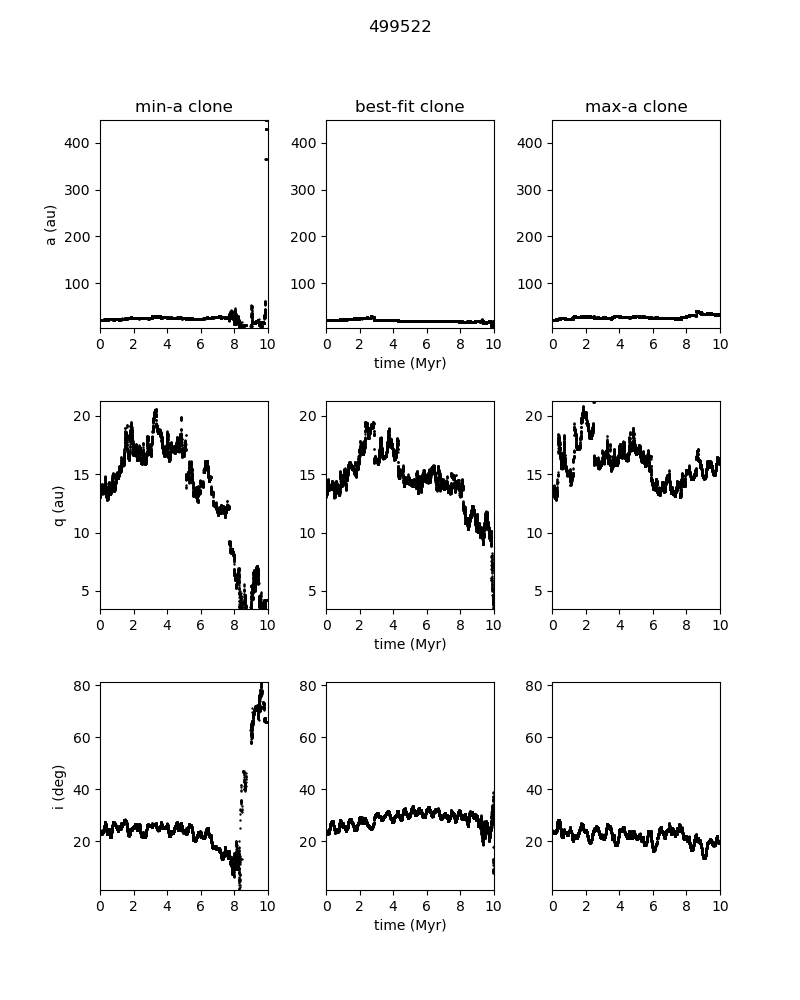 499522
min-a clone best-fit clone max-a clone
400 400 400
300 300 300
a (au)
200 200 200
100 100 100
0 2 4 6 8 10 0 2 4 6 8 10 0 2 4 6 8 10
time (Myr)
20 20 20
15 15 15
q (au)
10 10 10
5 5 5
0 2 4 6 8 10 0 2 4 6 8 10 0 2 4 6 8 10
time (Myr)
80 80 80
60 60 60
i (deg)
40 40 40
20 20 20
0 2 4 6 8 10 0 2 4 6 8 10 0 2 4 6 8 10
time (Myr)